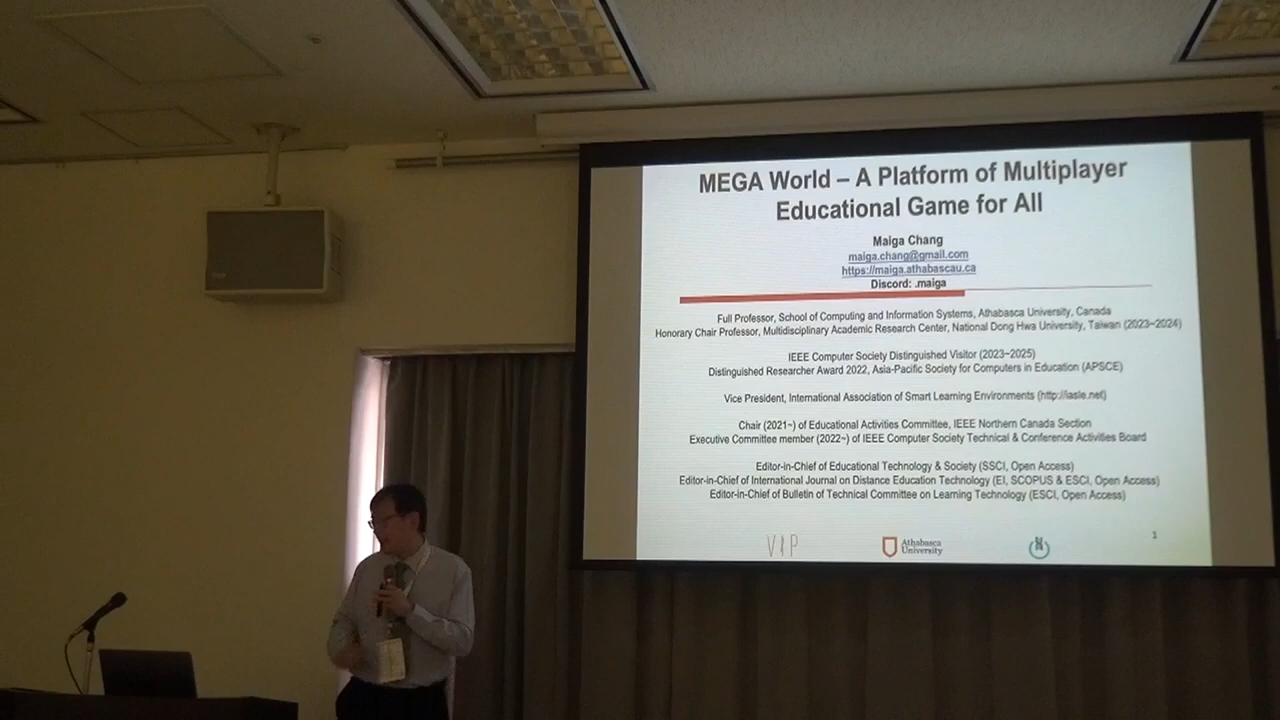 MEGA World – A Platform of Multiplayer
Educational Game for All
Maiga Chang
maiga.chang@gmail.com
https://maiga.athabascau.ca
Discord: .maiga
Full Professor, School of Computing and Information Systems, Athabasca University, Canada
Honorary Chair Professor, Multidisciplinary Academic Research Center, National Dong Hwa University, Taiwan (2023~2024)
IEEE Computer Society Distinguished Visitor (2023~2025)
Distinguished Researcher Award 2022, Asia-Pacific Society for Computers in Education (APSCE)
Vice President, International Association of Smart Learning Environments (http://iasle.net)
Chair (2021~) of Educational Activities Committee, IEEE Northern Canada Section
Executive Committee member (2022~) of IEEE Computer Society Technical & Conference Activities Board
Editor-in-Chief of Educational Technology & Society (SSCI, Open Access)
Editor-in-Chief of International Journal on Distance Education Technology (EI, SCOPUS & ESCI, Open Access)
Editor-in-Chief of Bulletin of Technical Committee on Learning Technology (ESCI, Open Access)
VIP
Athabasca
University
1